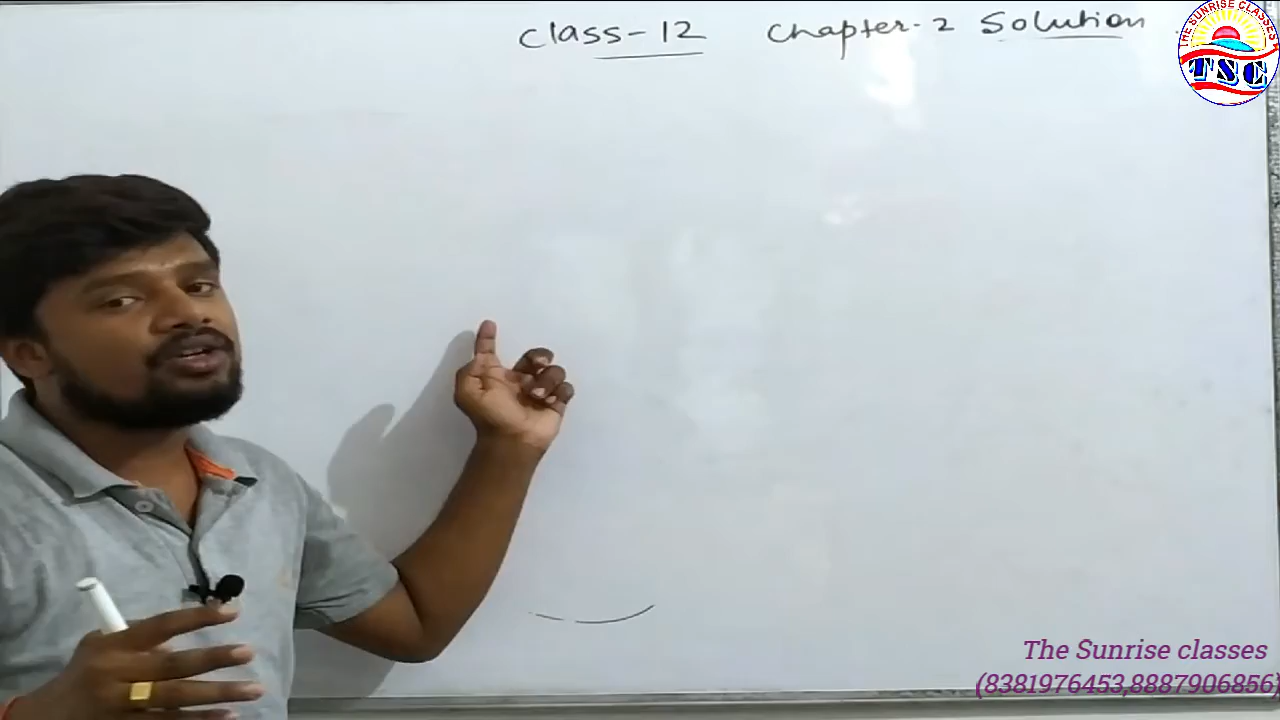 Class-12 Chapter-2 Solution
THE SUNRISE CLASSES
TSC
The Sunrise classes
(8381976453,8887906856)